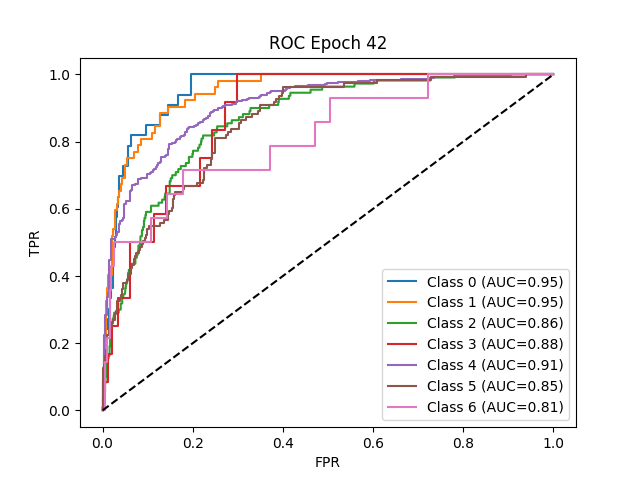 ROC Epoch 42
1.0
0.8
0.6
0.4
0.2
0.0
TPR
0.0 0.2 0.4 0.6 0.8 1.0
FPR
Class 0 (AUC=0.95)
Class 1 (AUC=0.95)
Class 2 (AUC=0.86)
Class 3 (AUC=0.88)
Class 4 (AUC=0.91)
Class 5 (AUC=0.85)
Class 6 (AUC=0.81)